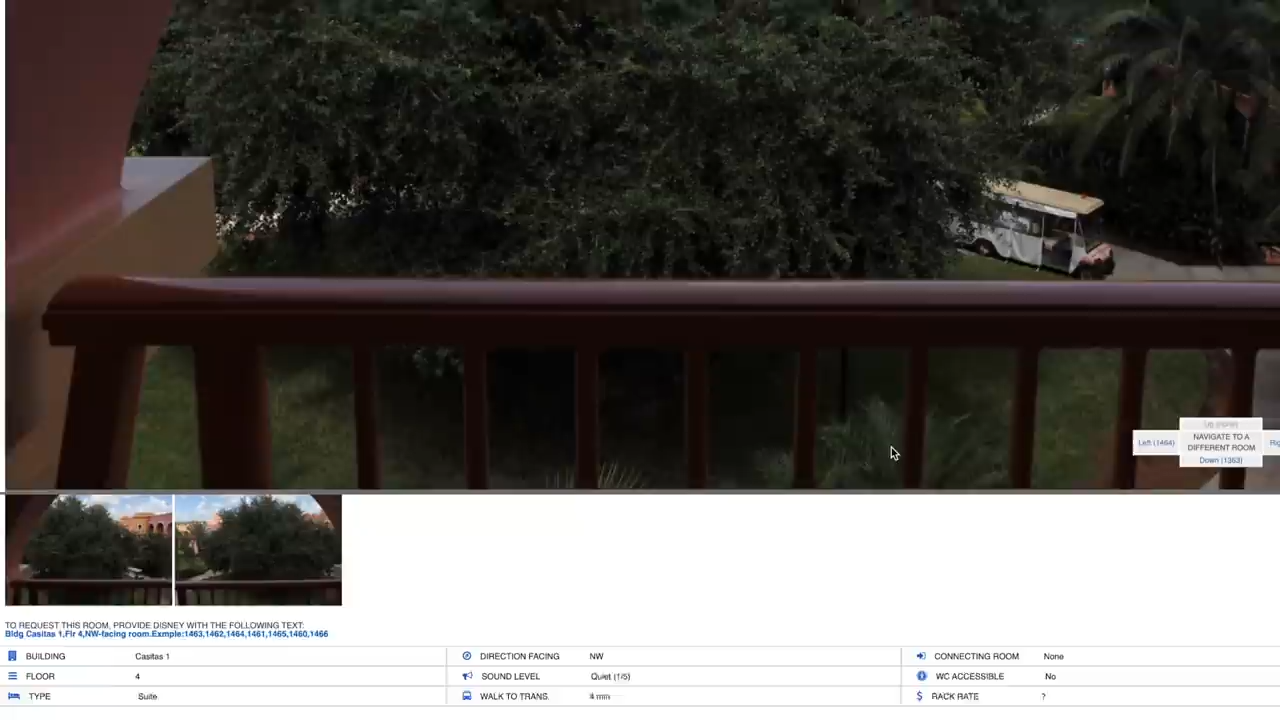 Left (1464)
NAVIGATE TO A
DIFFERENT ROOM
Down (1363)
TO REQUEST THIS ROOM, PROVIDE DISNEY WITH THE FOLLOWING TEXT:
Bldg Casitas 1,Flr 4,NW-facing room.Exmple:1463,1462,1464,1461,1465,1460,1466
BUILDING Casitas 1 DIRECTION FACING NW CONNECTING ROOM None
FLOOR 4 SOUND LEVEL Quiet (1/5) WC ACCESSIBLE No
TYPE Suite WALK TO TRANS. RACK RATE ?